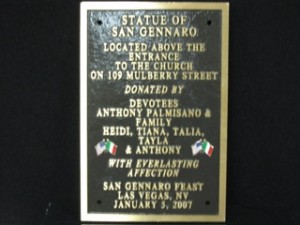 STATUE OF
SAN GENNARO
LOCATED ABOVE THE
ENTRANCE
TO THE CHURCH
ON 109 MULBERRY STREET
DONATED BY
DEVOTEES
ANTHONY PALMISANO &
FAMILY
HEIDI, TIANA, TALIA,
TAYLA
& ANTHONY
WITH EVERLASTING
AFFECTION
SAN GENNARO FEAST
LAS VEGAS, NV
JANUARY 3, 2007